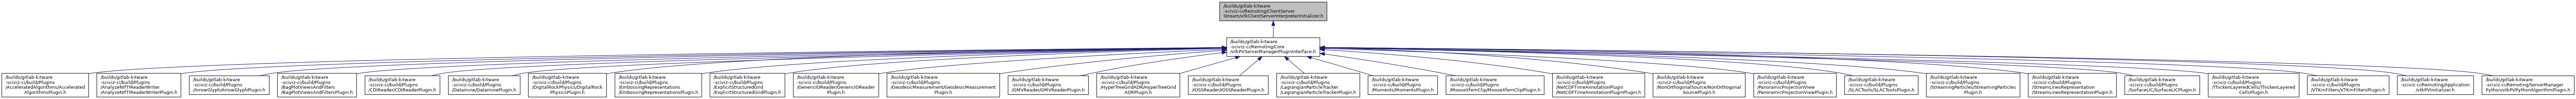 /builds/gitlab-kitware
-sciviz-ci/Remoting/ClientServer
Stream/vtkClientServerInterpreterInitializer.h
/builds/gitlab-kitware
-sciviz-ci/Remoting/Core
/vtkPVServerManagerPluginInterface.h
/builds/gitlab-kitware
-sciviz-ci/build/Plugins
/AcceleratedAlgorithms/Accelerated
AlgorithmsPlugin.h
/builds/gitlab-kitware
-sciviz-ci/build/Plugins
/AnalyzeNIfTIReaderWriter
/AnalyzeNIfTIReaderWriterPlugin.h
/builds/gitlab-kitware
-sciviz-ci/build/Plugins
/ArrowGlyph/ArrowGlyphPlugin.h
/builds/gitlab-kitware
-sciviz-ci/build/Plugins
/BagPlotViewsAndFilters
/BagPlotViewsAndFiltersPlugin.h
/builds/gitlab-kitware
-sciviz-ci/build/Plugins
/CDIReader/CDIReaderPlugin.h
/builds/gitlab-kitware
-sciviz-ci/build/Plugins
/Datamine/DataminePlugin.h
/builds/gitlab-kitware
-sciviz-ci/build/Plugins
/DigitalRockPhysics/DigitalRock
PhysicsPlugin.h
/builds/gitlab-kitware
-sciviz-ci/build/Plugins
/EmbossingRepresentations
/EmbossingRepresentationsPlugin.h
/builds/gitlab-kitware
-sciviz-ci/build/Plugins
/ExplicitStructuredGrid
/ExplicitStructuredGridPlugin.h
/builds/gitlab-kitware
-sciviz-ci/build/Plugins
/GenericIOReader/GenericIOReader
Plugin.h
/builds/gitlab-kitware
-sciviz-ci/build/Plugins
/GeodesicMeasurement/GeodesicMeasurement
Plugin.h
/builds/gitlab-kitware
-sciviz-ci/build/Plugins
/GMVReader/GMVReaderPlugin.h
/builds/gitlab-kitware
-sciviz-ci/build/Plugins
/HyperTreeGridADR/HyperTreeGrid
ADRPlugin.h
/builds/gitlab-kitware
-sciviz-ci/build/Plugins
/IOSSReader/IOSSReaderPlugin.h
/builds/gitlab-kitware
-sciviz-ci/build/Plugins
/LagrangianParticleTracker
/LagrangianParticleTrackerPlugin.h
/builds/gitlab-kitware
-sciviz-ci/build/Plugins
/Moments/MomentsPlugin.h
/builds/gitlab-kitware
-sciviz-ci/build/Plugins
/MooseXfemClip/MooseXfemClipPlugin.h
/builds/gitlab-kitware
-sciviz-ci/build/Plugins
/NetCDFTimeAnnotationPlugin
/NetCDFTimeAnnotationPluginPlugin.h
/builds/gitlab-kitware
-sciviz-ci/build/Plugins
/NonOrthogonalSource/NonOrthogonal
SourcePlugin.h
/builds/gitlab-kitware
-sciviz-ci/build/Plugins
/PanoramicProjectionView
/PanoramicProjectionViewPlugin.h
/builds/gitlab-kitware
-sciviz-ci/build/Plugins
/SLACTools/SLACToolsPlugin.h
/builds/gitlab-kitware
-sciviz-ci/build/Plugins
/StreamingParticles/StreamingParticles
Plugin.h
/builds/gitlab-kitware
-sciviz-ci/build/Plugins
/StreamLinesRepresentation
/StreamLinesRepresentationPlugin.h
/builds/gitlab-kitware
-sciviz-ci/build/Plugins
/SurfaceLIC/SurfaceLICPlugin.h
/builds/gitlab-kitware
-sciviz-ci/build/Plugins
/ThickenLayeredCells/ThickenLayered
CellsPlugin.h
/builds/gitlab-kitware
-sciviz-ci/build/Plugins
/VTKmFilters/VTKmFiltersPlugin.h
/builds/gitlab-kitware
-sciviz-ci/Remoting/Application
/vtkPVInitializer.h
/builds/gitlab-kitware
-sciviz-ci/Remoting/ServerManager
Python/vtkPVPythonAlgorithmPlugin.h